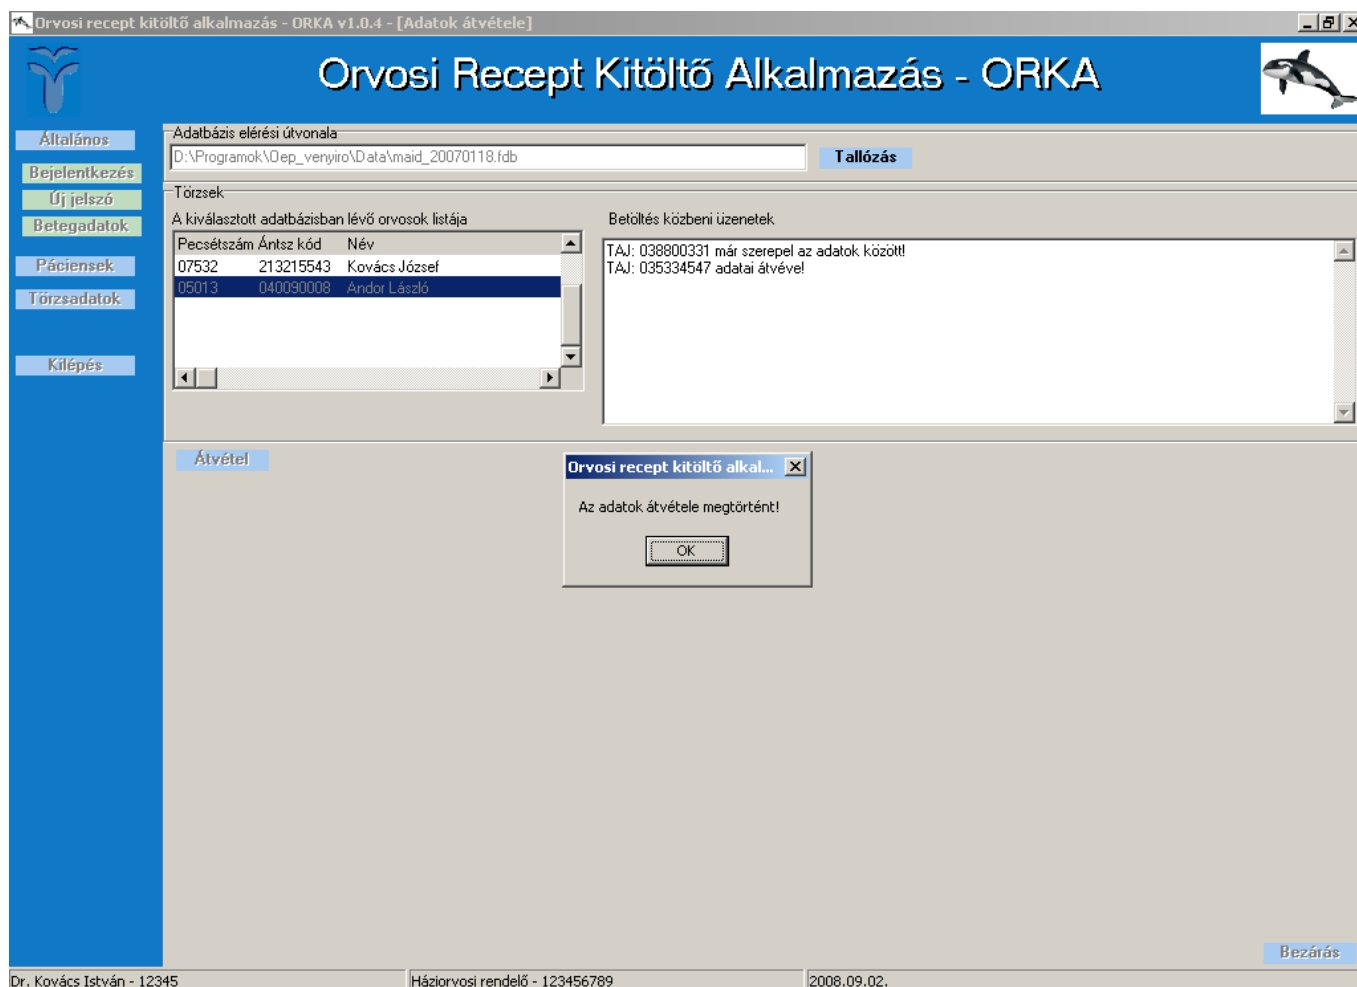 Orvosi recept kitöltő alkalmazás - ORKA v1.0.4 - [Adatok átvétele]
Orvosi Recept Kitöltő Alkalmazás - ORKA
Általános
Bejelentkezés
Új jelszó
Betegadatok
Páciensek
Törzsadatok
Kilépés
Adatbázis elérési útvonala
D:\Programok\Oep_venyiro\Data\maid_20070118.fdb
Tallózás
Törzsek
A kiválasztott adatbázisban lévő orvosok listája
Pecsétszám Ántsz kód Név
07532 213215543 Kovács József
05013 040090008 Andor László
Betöltés közbeni üzenetek
TAJ: 038800331 már szerepel az adatok között!
TAJ: 035334547 adatai átvéve!
Átvétel
Orvosi recept kitöltő alkal...
Az adatok átvétele megtörtént!
OK
Bezárás
Dr. Kovács István - 12345
Háziorvosi rendelő - 123456789
2008.09.02.